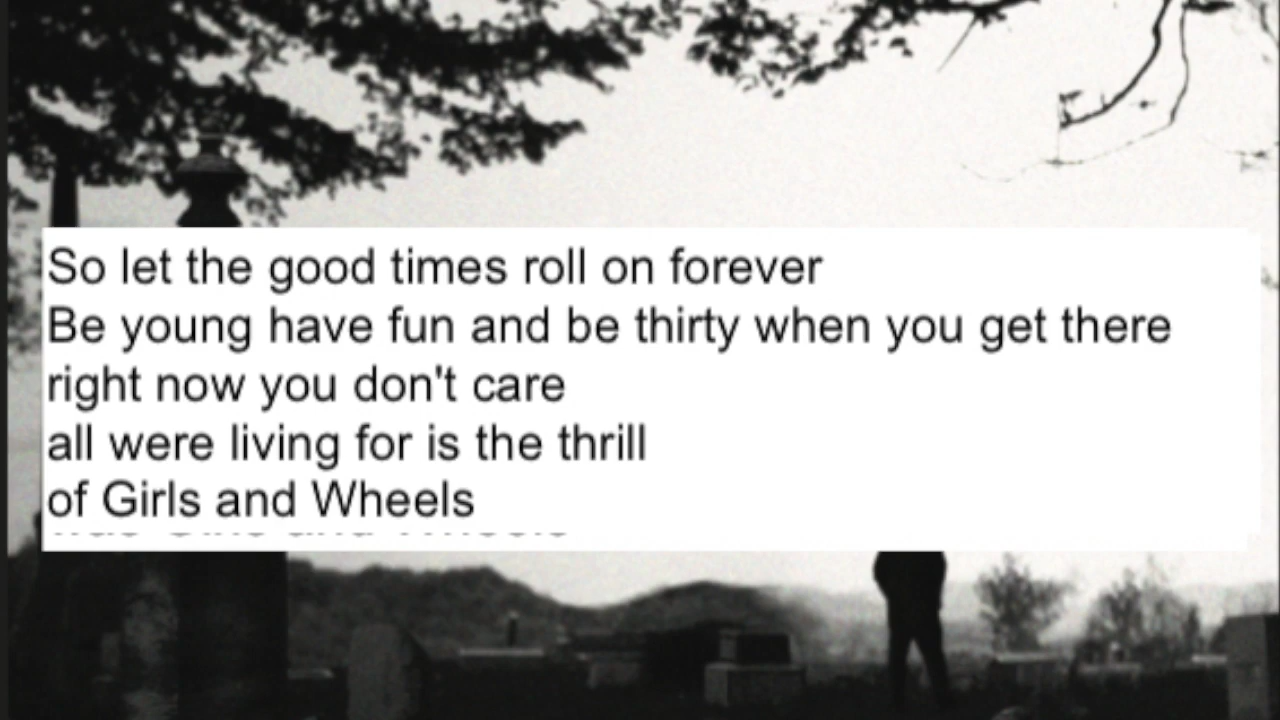 So let the good times roll on forever
Be young have fun and be thirty when you get there
right now you don't care
all were living for is the thrill
of Girls and Wheels